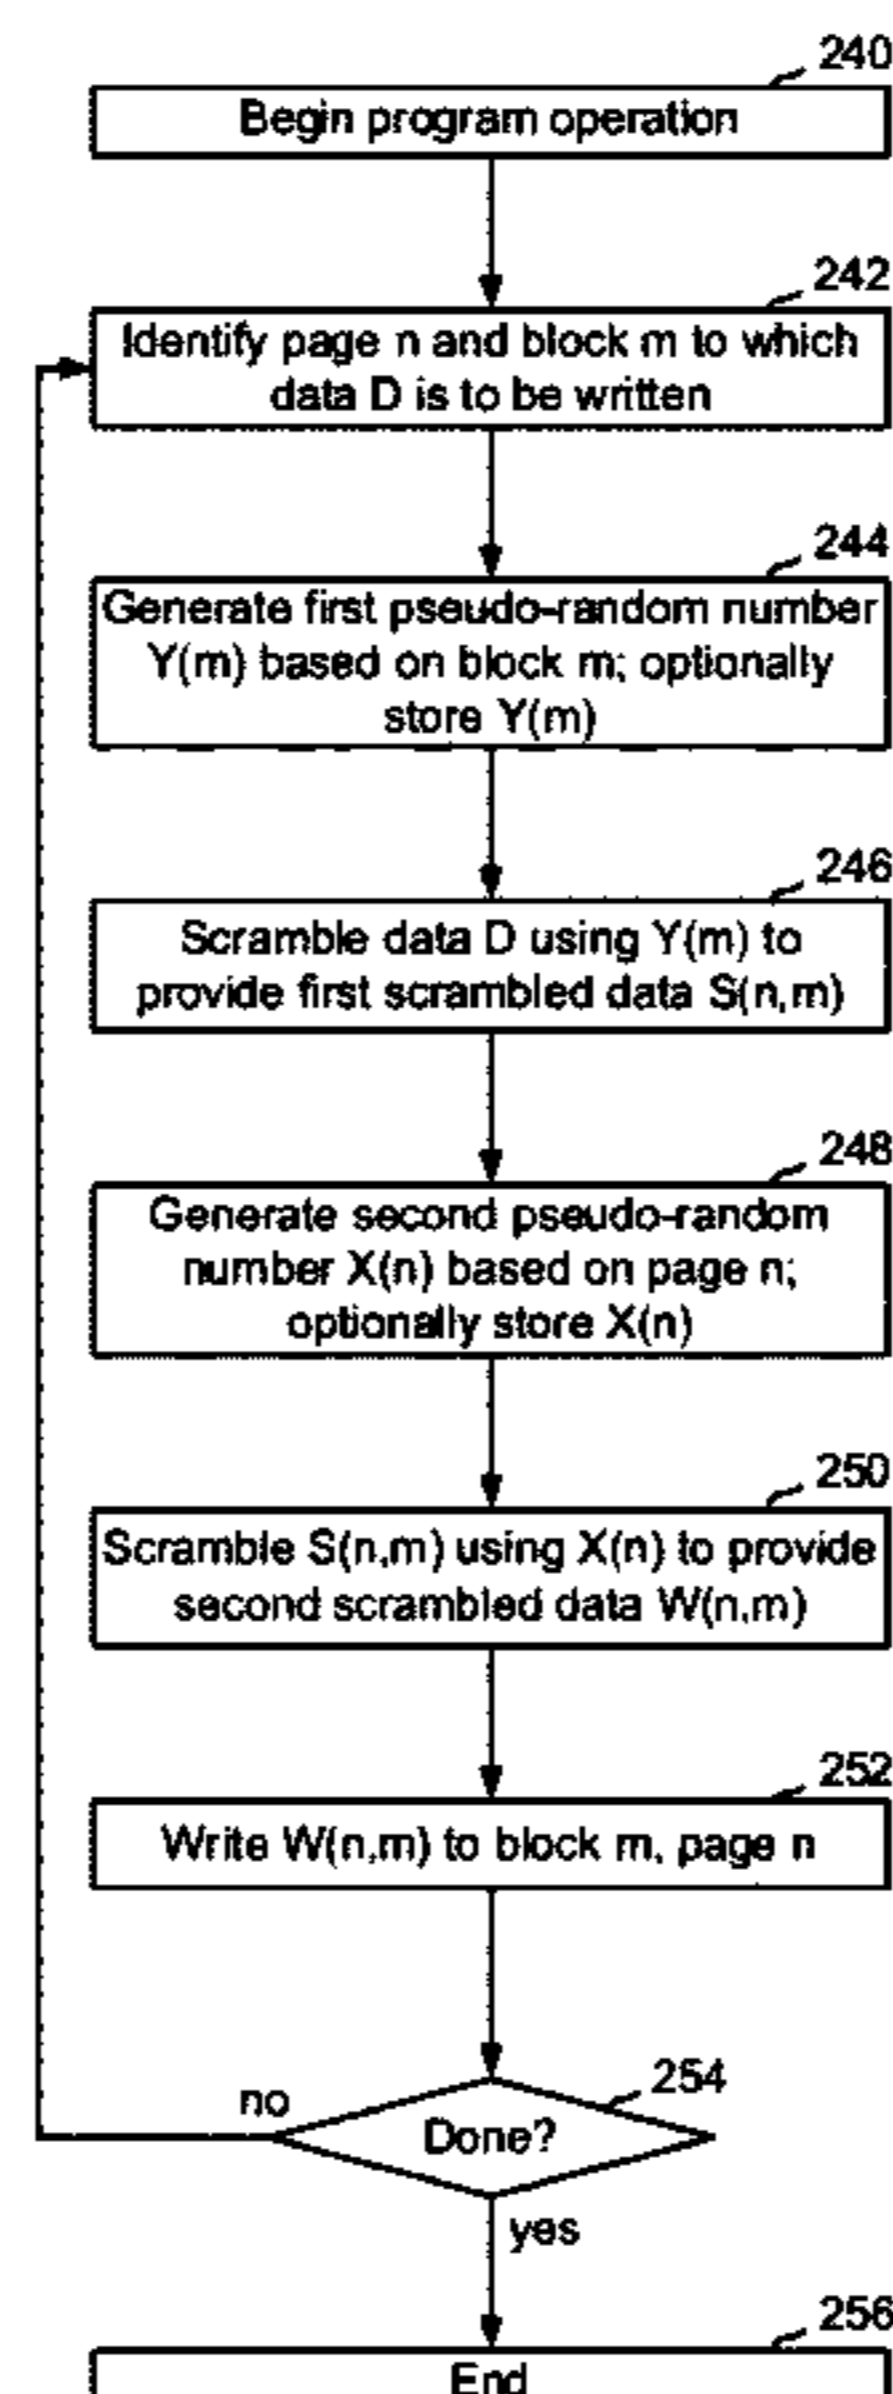 240
Begin program operation
242
Identify page n and block m to which
data D is to be written
244
Generate first pseudo-random number
Y(m) based on block m; optionally
store Y(m)
246
Scramble data D using Y(m) to
provide first scrambled data S(n,m)
248
Generate second pseudo-random
number X(n) based on page n;
optionally store X(n)
250
Scramble S(n,m) using X(n) to provide
second scrambled data W(n,m)
252
Write W(n,m) to block m, page n
254
no
Done?
yes
256
End